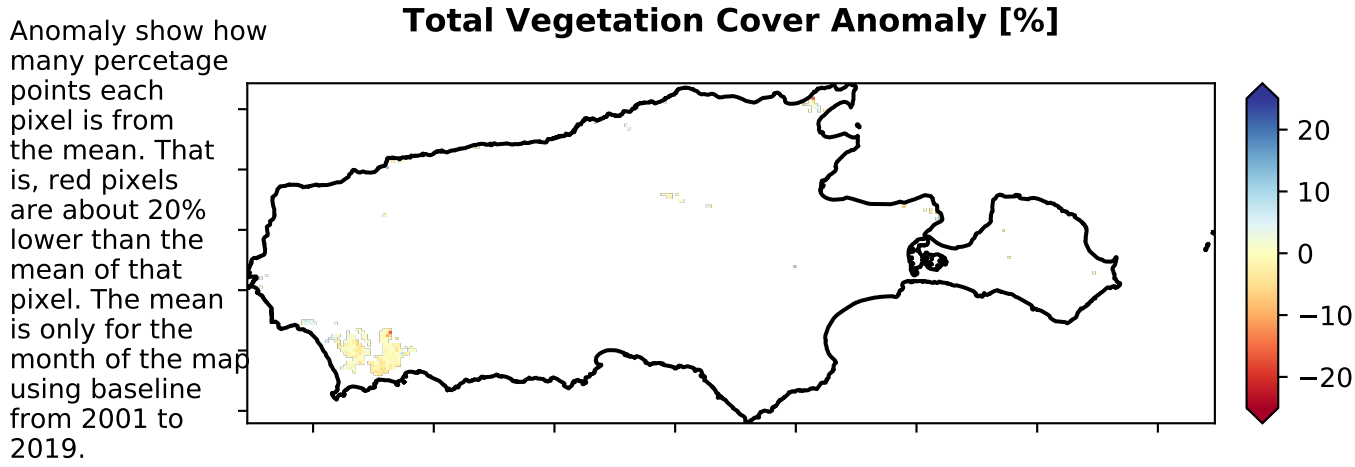 Total Vegetation Cover Anomaly [%]
Anomaly show how
many percetage
points each
pixel is from
the mean. That
is, red pixels
are about 20%
lower than the
mean of that
pixel. The mean
is only for the
month of the map
using baseline
from 2001 to
2019.
20
10
0
−10
−20